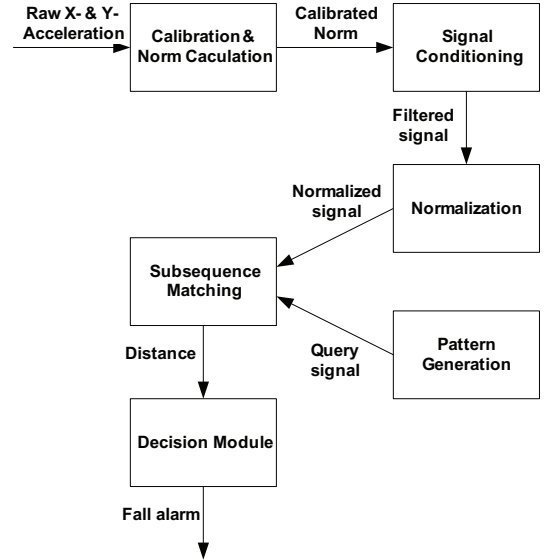 Raw X- & Y-
Acceleration
Calibration &
Norm Caculation
Calibrated
Norm
Signal
Conditioning
Filtered
signal
Normalization
Normalized
signal
Subsequence
Matching
Query
signal
Pattern
Generation
Distance
Decision Module
Fall alarm